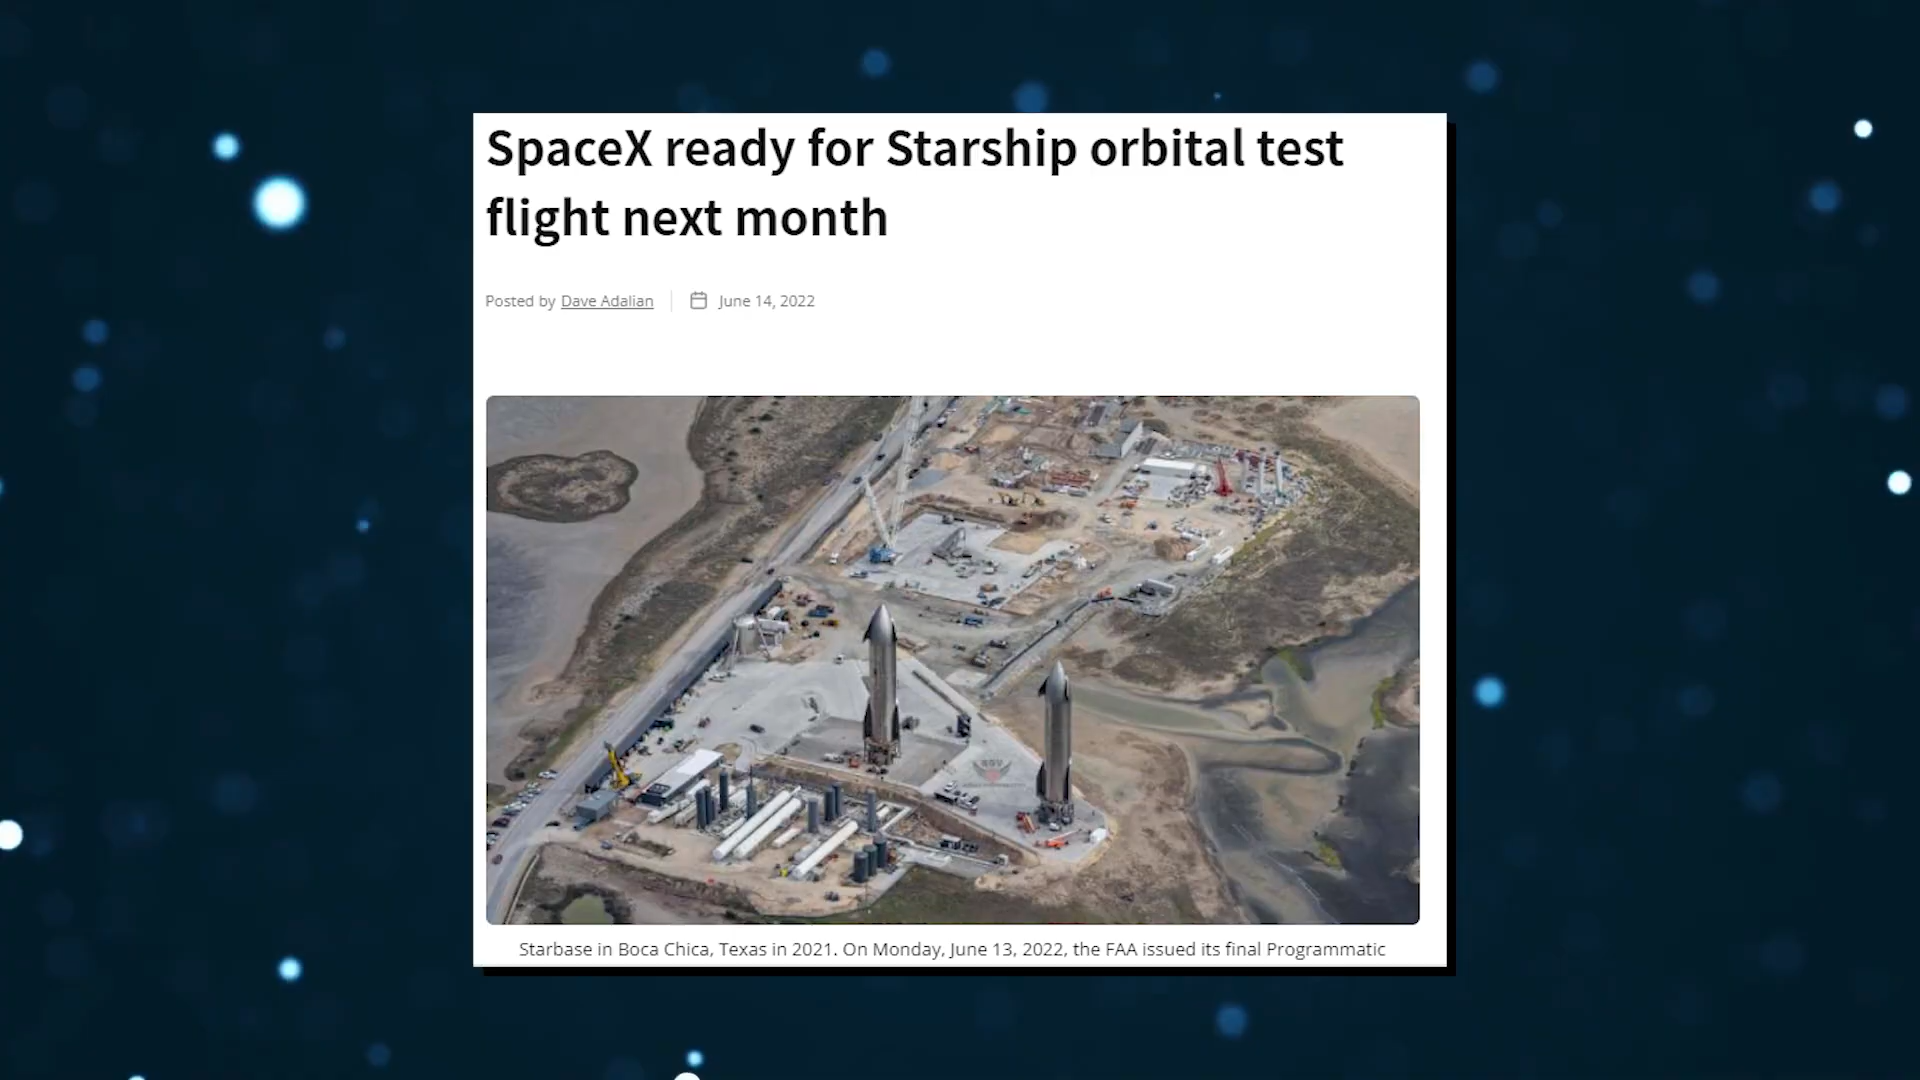 SpaceX ready for Starship orbital test
flight next month
Posted by Dave Adalian
June 14, 2022
RGV
Starbase in Boca Chica, Texas in 2021. On Monday, June 13, 2022, the FAA issued its final Programmatic